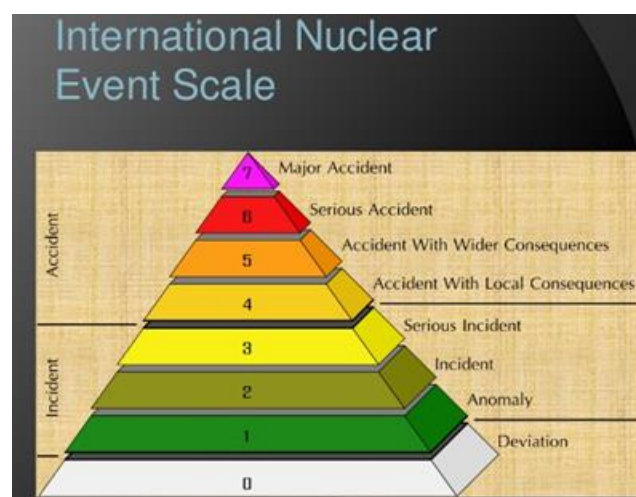 International Nuclear
Event Scale
7 Major Accident
6 Serious Accident
5 Accident With Wider Consequences
4 Accident With Local Consequences
3 Serious Incident
2 Incident
1 Anomaly
0 Deviation
Accident
Incident